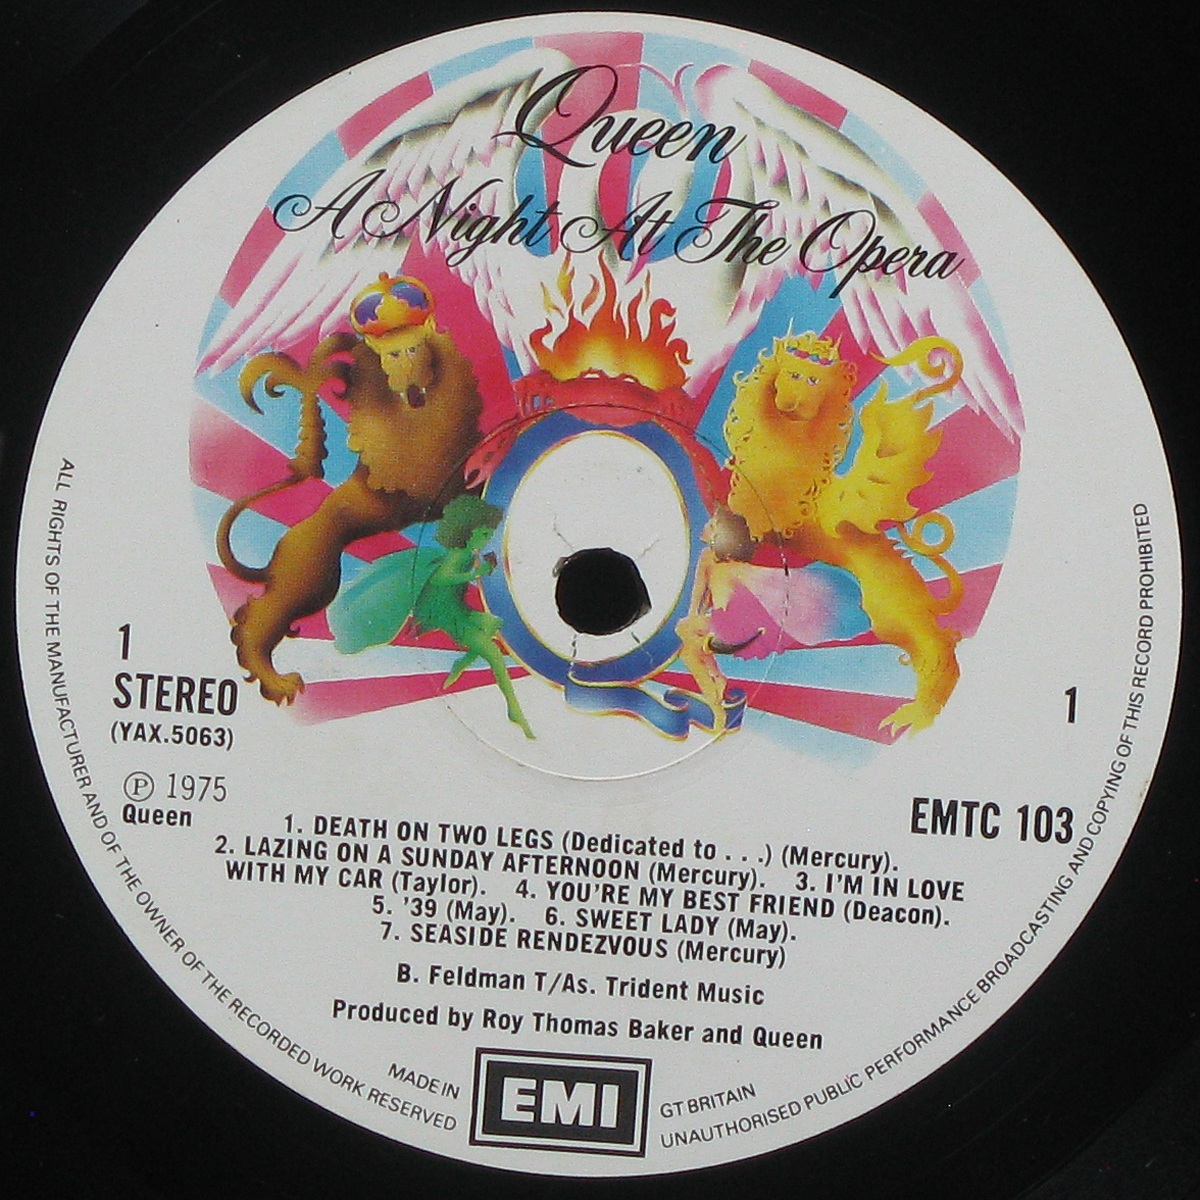 Queen
A Night At The Opera
1
STEREO
(YAX.5063)
℗ 1975
Queen
1
EMTC 103
1. DEATH ON TWO LEGS (Dedicated to . . .) (Mercury).
2. LAZING ON A SUNDAY AFTERNOON (Mercury). 3. I'M IN LOVE
WITH MY CAR (Taylor). 4. YOU'RE MY BEST FRIEND (Deacon).
5. '39 (May). 6. SWEET LADY (May).
7. SEASIDE RENDEZVOUS (Mercury)
B. Feldman T/As. Trident Music
Produced by Roy Thomas Baker and Queen
MADE IN
EMI
GT BRITAIN
ALL RIGHTS OF THE MANUFACTURER AND OF THE OWNER OF THE RECORDED WORK RESERVED
UNAUTHORISED PUBLIC PERFORMANCE BROADCASTING AND COPYING OF THIS RECORD PROHIBITED